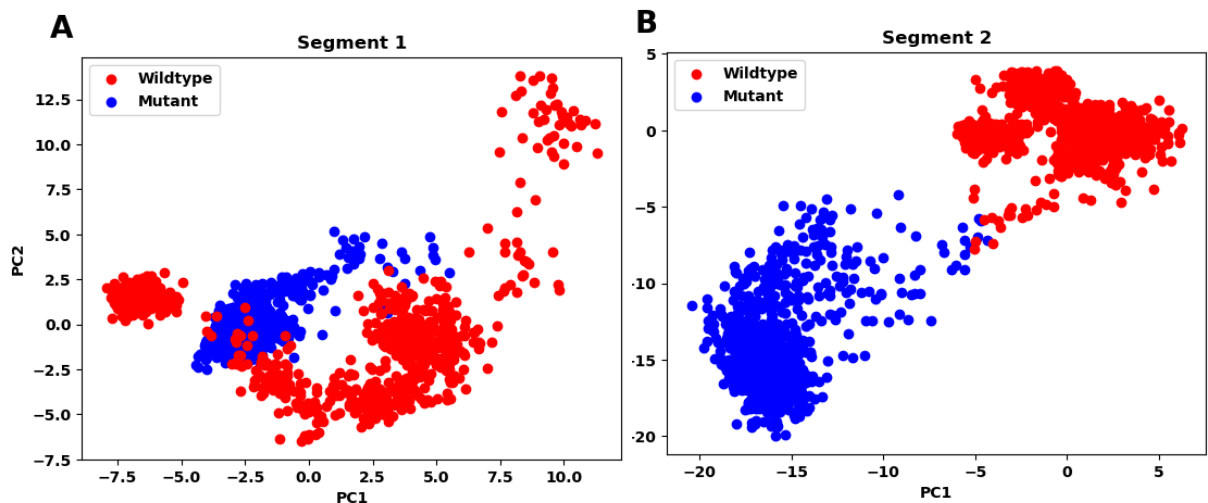 A
Segment 1
Wildtype
Mutant
12.5
10.0
7.5
5.0
2.5
0.0
−2.5
−5.0
−7.5
PC2
−7.5 −5.0 −2.5 0.0 2.5 5.0 7.5 10.0
PC1
B
Segment 2
Wildtype
Mutant
5
0
−5
-10
-15
-20
−20 −15 −10 −5 0 5
PC1